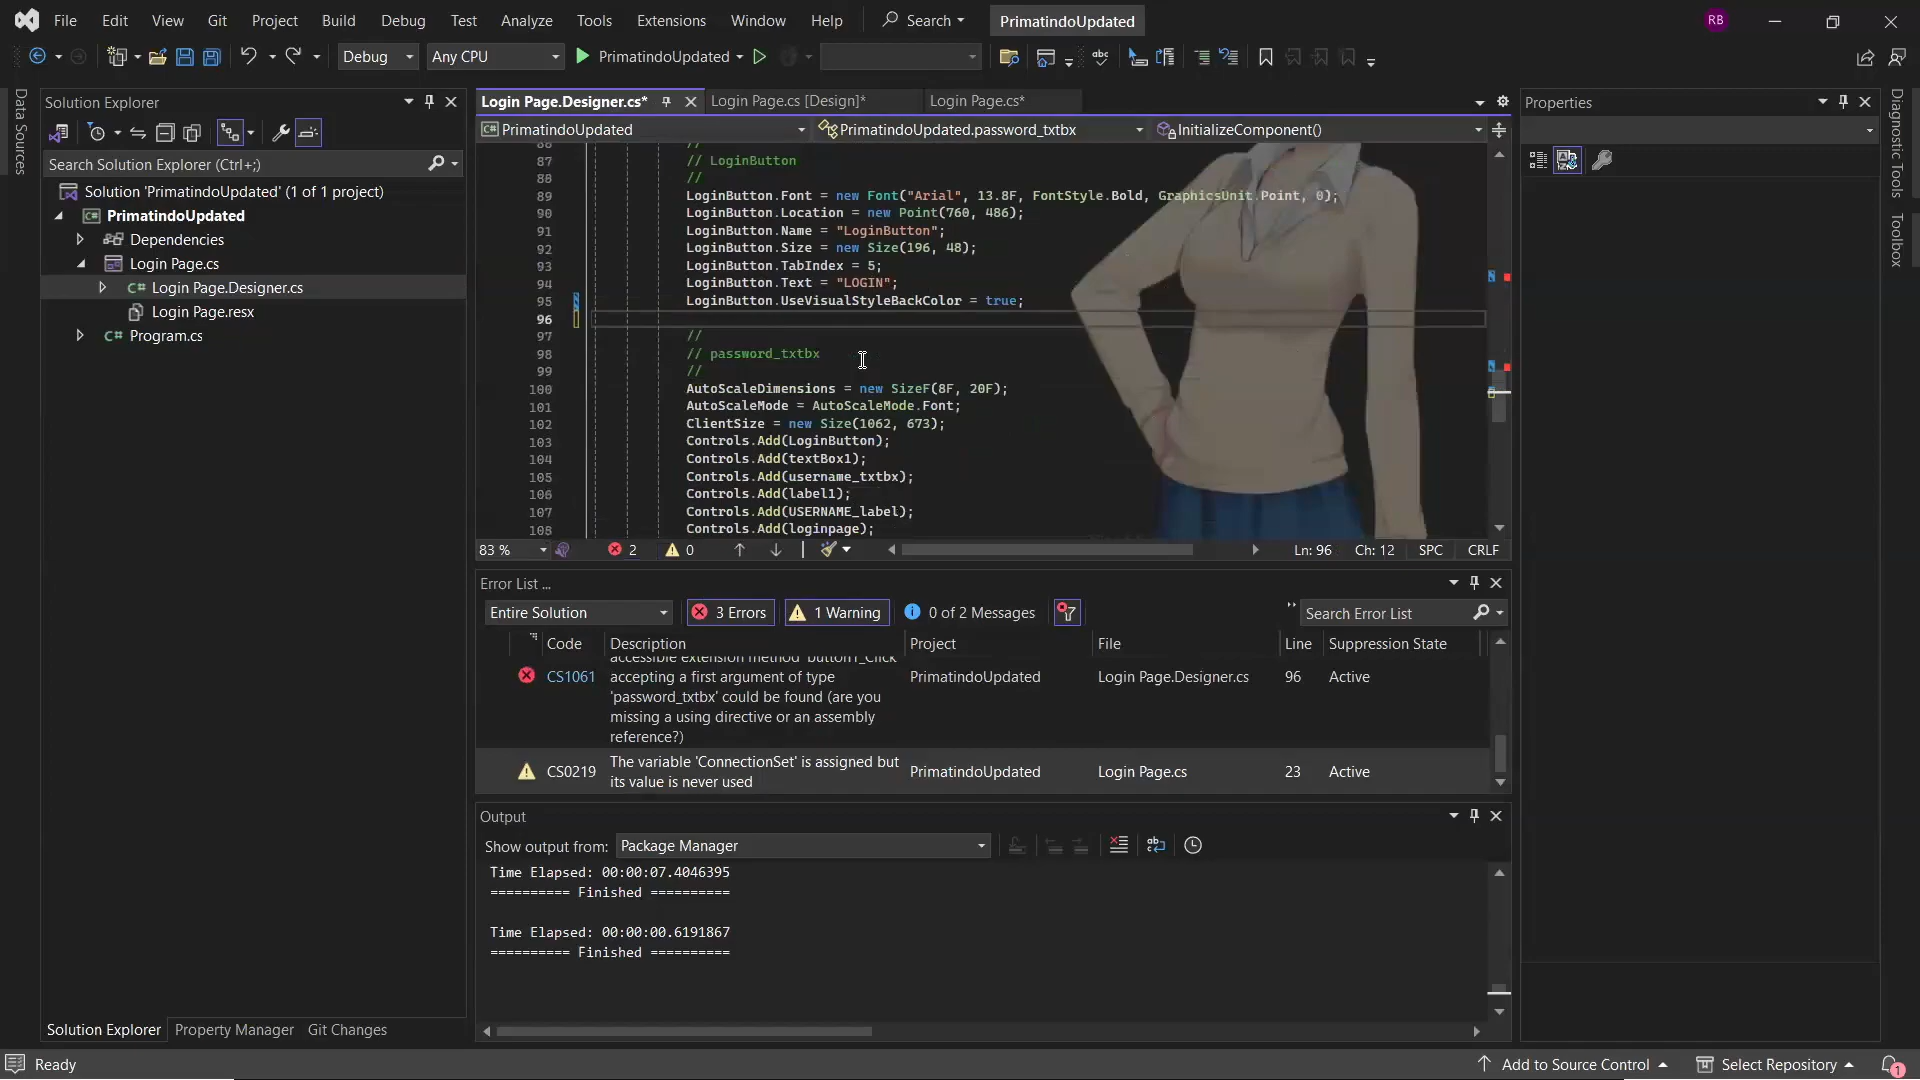 File Edit View Git Project Build Debug Test Analyze Tools Extensions Window Help Search PrimatindoUpdated RB
Debug Any CPU PrimatindoUpdated
Data Sources
Solution Explorer
Search Solution Explorer (Ctrl+;)
Solution 'PrimatindoUpdated' (1 of 1 project)
PrimatindoUpdated
Dependencies
Login Page.cs
C# Login Page.Designer.cs
Login Page.resx
C# Program.cs
Solution Explorer Property Manager Git Changes
Login Page.Designer.cs* Login Page.cs [Design]* Login Page.cs*
PrimatindoUpdated PrimatindoUpdated.password_txtbx InitializeComponent()
86 //
87 // LoginButton
88 //
89 LoginButton.Font = new Font("Arial", 13.8F, FontStyle.Bold, GraphicsUnit.Point, 0);
90 LoginButton.Location = new Point(760, 486);
91 LoginButton.Name = "LoginButton";
92 LoginButton.Size = new Size(196, 48);
93 LoginButton.TabIndex = 5;
94 LoginButton.Text = "LOGIN";
95 LoginButton.UseVisualStyleBackColor = true;
96
97 //
98 // password_txtbx
99 //
100 AutoScaleDimensions = new SizeF(8F, 20F);
101 AutoScaleMode = AutoScaleMode.Font;
102 ClientSize = new Size(1062, 673);
103 Controls.Add(LoginButton);
104 Controls.Add(textBox1);
105 Controls.Add(username_txtbx);
106 Controls.Add(label1);
107 Controls.Add(USERNAME_label);
108 Controls.Add(loginpage);
83 % 2 0 Ln: 96 Ch: 12 SPC CRLF
Error List ...
Entire Solution 3 Errors 1 Warning 0 of 2 Messages Search Error List
Code Description Project File Line Suppression State
accessible extension method 'button1_Click'
CS1061 accepting a first argument of type PrimatindoUpdated Login Page.Designer.cs 96 Active
'password_txtbx' could be found (are you
missing a using directive or an assembly
reference?)
CS0219 The variable 'ConnectionSet' is assigned but PrimatindoUpdated Login Page.cs 23 Active
its value is never used
Output
Show output from: Package Manager
Time Elapsed: 00:00:07.4046395
========== Finished ==========
Time Elapsed: 00:00:00.6191867
========== Finished ==========
Properties
Diagnostic Tools
Toolbox
Ready Add to Source Control Select Repository 1